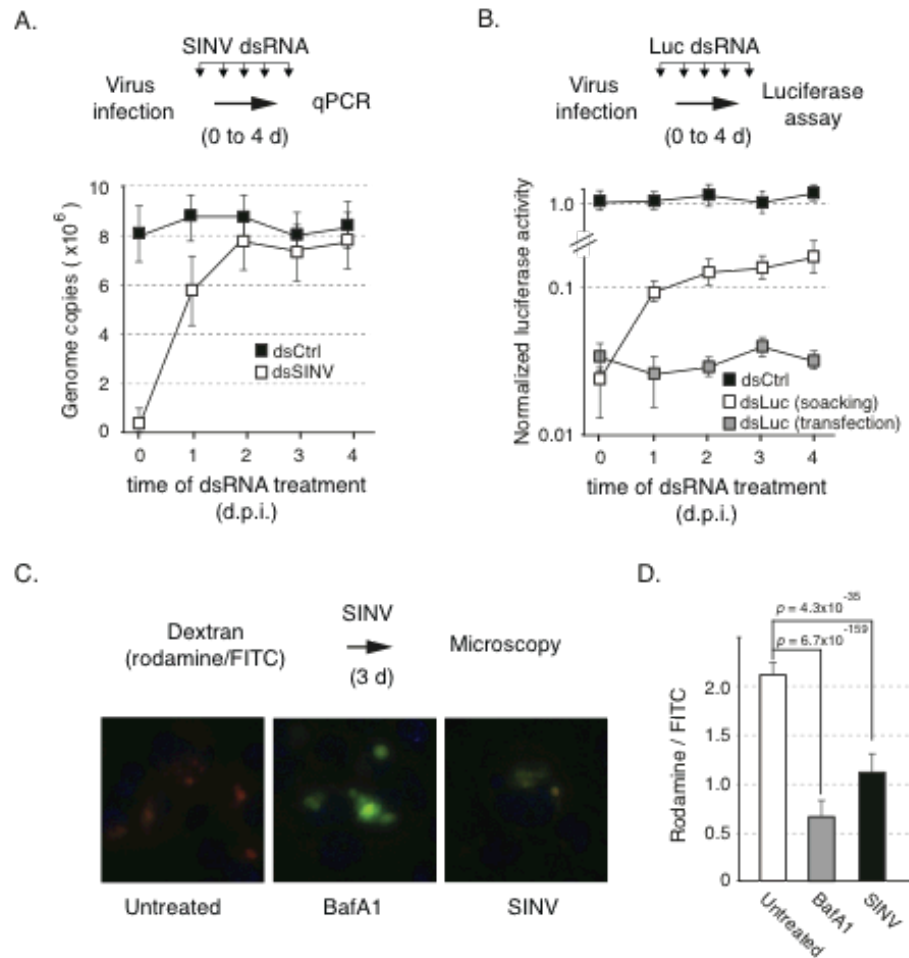 A.
SINV dsRNA
Virus infection
qPCR
(0 to 4 d)
Genome copies ( x10⁶)
10
8
6
4
2
0
dsCtrl
dsSINV
0 1 2 3 4
time of dsRNA treatment
(d.p.i.)
B.
Luc dsRNA
Virus infection
Luciferase assay
(0 to 4 d)
Normalized luciferase activity
1.0
0.1
0.01
dsCtrl
dsLuc (soacking)
dsLuc (transfection)
0 1 2 3 4
time of dsRNA treatment
(d.p.i.)
C.
Dextran
(rodamine/FITC)
SINV
(3 d)
Microscopy
Untreated
BafA1
SINV
D.
p = 4.3x10⁻³⁵
p = 6.7x10⁻¹⁵⁹
Rodamine / FITC
2.0
1.5
1.0
0.5
0
Untreated
BafA1
SINV